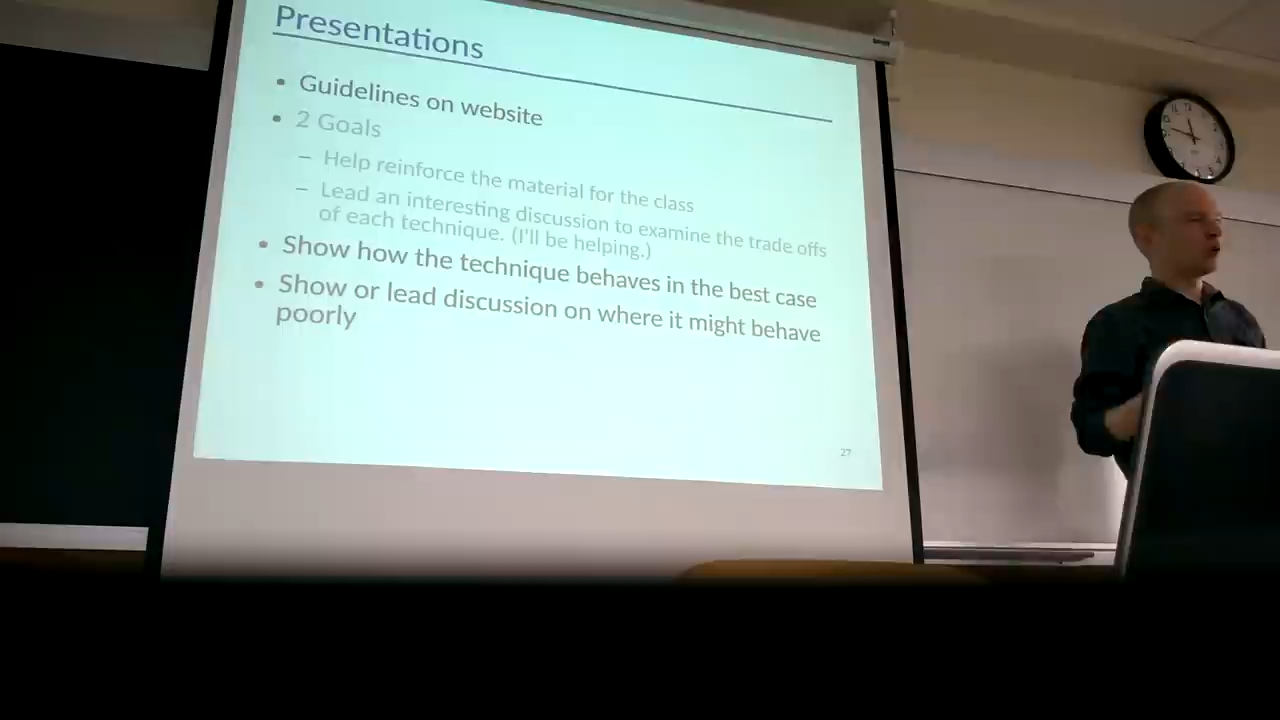 Presentations
• Guidelines on website
• 2 Goals
– Help reinforce the material for the class
– Lead an interesting discussion to examine the trade offs
of each technique. (I'll be helping.)
• Show how the technique behaves in the best case
• Show or lead discussion on where it might behave
poorly
27